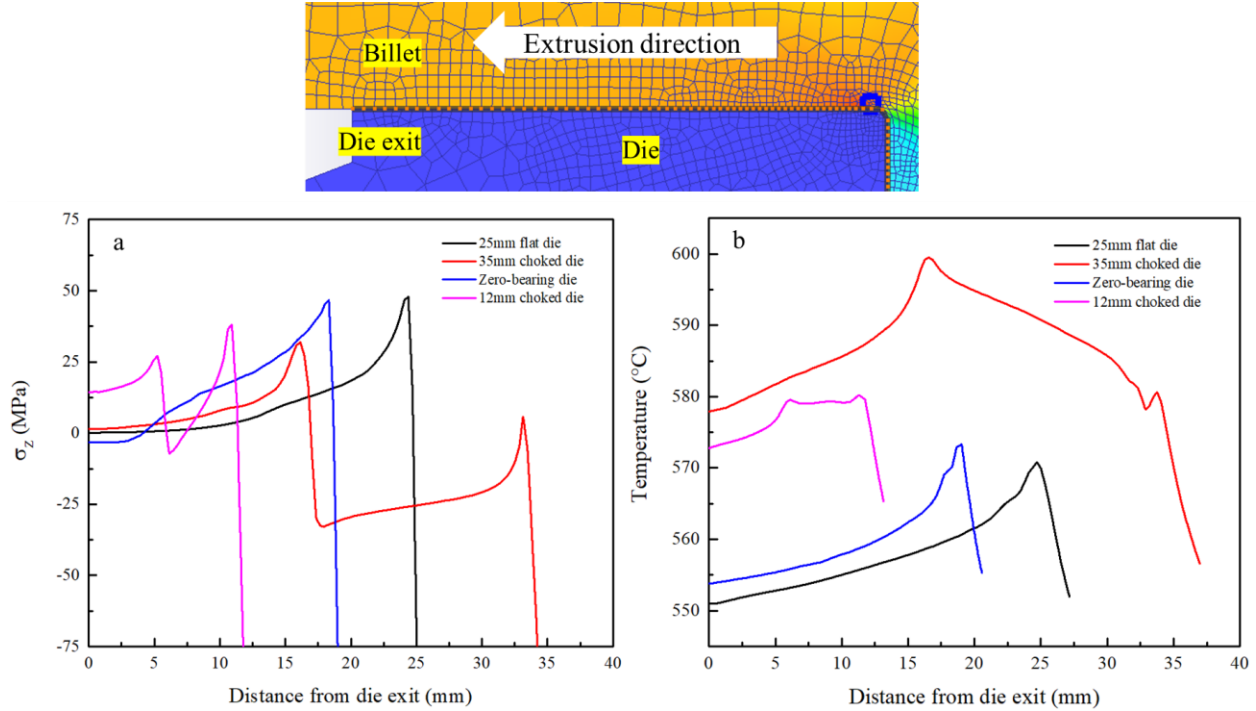 Extrusion direction
Billet
Die exit
Die
a
25mm flat die
35mm choked die
Zero-bearing die
12mm choked die
σz (MPa)
75
50
25
0
-25
-50
-75
0 5 10 15 20 25 30 35 40
Distance from die exit (mm)
b
25mm flat die
35mm choked die
Zero-bearing die
12mm choked die
Temperature (°C)
600
590
580
570
560
550
0 5 10 15 20 25 30 35 40
Distance from die exit (mm)